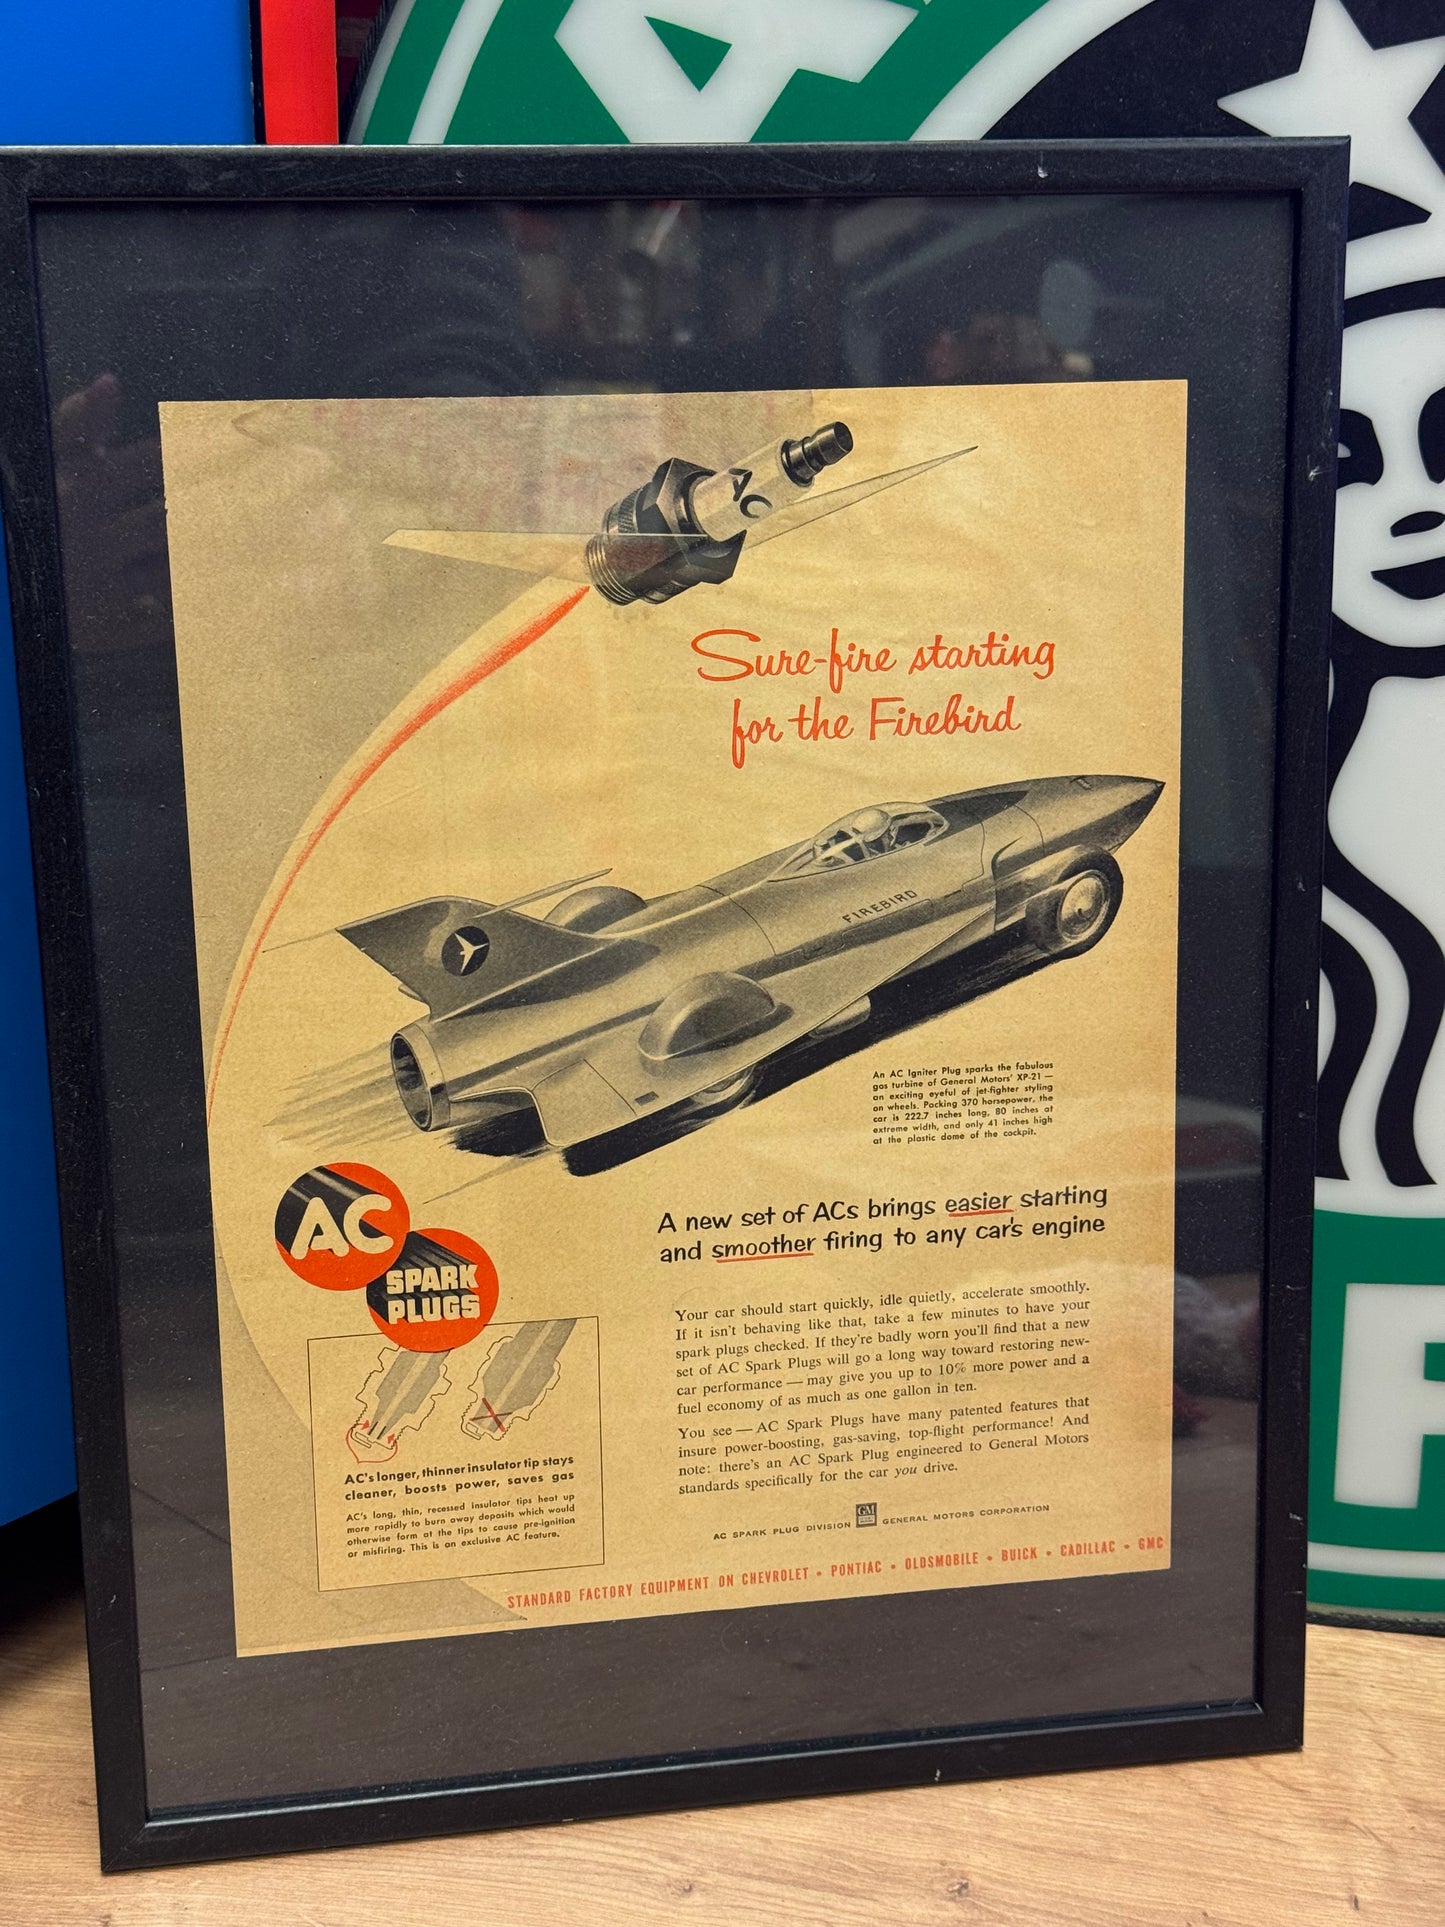 AC
Sure-fire starting
for the Firebird
FIREBIRD
An AC Igniter Plug sparks the fabulous
gas turbine of General Motors' XP-21 —
an exciting eyeful of jet-fighter styling
on wheels. Packing 370 horsepower, the
car is 222.7 inches long, 80 inches at
extreme width, and only 41 inches high
at the plastic dome of the cockpit.
AC
SPARK
PLUGS
A new set of ACs brings easier starting
and smoother firing to any car's engine
Your car should start quickly, idle quietly, accelerate smoothly.
If it isn't behaving like that, take a few minutes to have your
spark plugs checked. If they're badly worn you'll find that a new
set of AC Spark Plugs will go a long way toward restoring new-
car performance — may give you up to 10% more power and a
fuel economy of as much as one gallon in ten.
You see — AC Spark Plugs have many patented features that
insure power-boosting, gas-saving, top-flight performance! And
note: there's an AC Spark Plug engineered to General Motors
standards specifically for the car you drive.
AC's longer, thinner insulator tip stays
cleaner, boosts power, saves gas
AC's long, thin, recessed insulator tips heat up
more rapidly to burn away deposits which would
otherwise form at the tips to cause pre-ignition
or misfiring. This is an exclusive AC feature.
AC SPARK PLUG DIVISION GM GENERAL MOTORS CORPORATION
STANDARD FACTORY EQUIPMENT ON CHEVROLET • PONTIAC • OLDSMOBILE • BUICK • CADILLAC • GMC